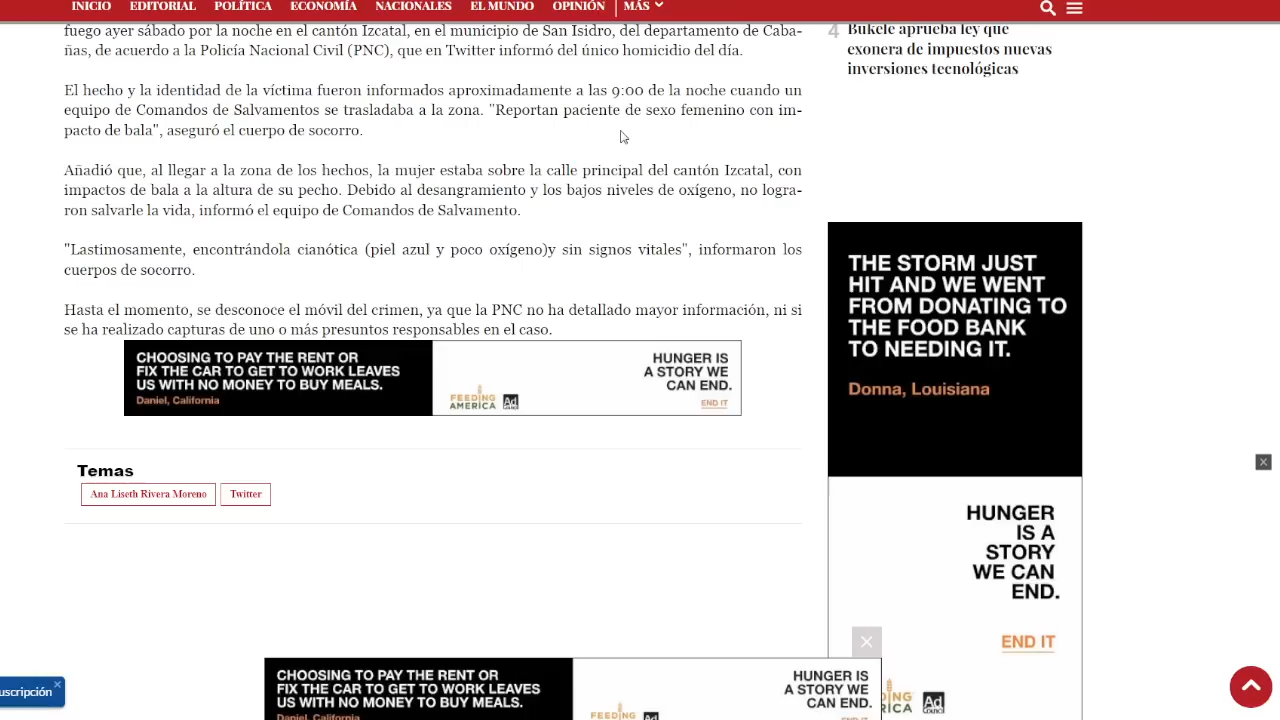 INICIO EDITORIAL POLÍTICA ECONOMÍA NACIONALES EL MUNDO OPINIÓN MÁS
fuego ayer sábado por la noche en el cantón Izcatal, en el municipio de San Isidro, del departamento de Caba-
ñas, de acuerdo a la Policía Nacional Civil (PNC), que en Twitter informó del único homicidio del día.
El hecho y la identidad de la víctima fueron informados aproximadamente a las 9:00 de la noche cuando un
equipo de Comandos de Salvamentos se trasladaba a la zona. "Reportan paciente de sexo femenino con im-
pacto de bala", aseguró el cuerpo de socorro.
Añadió que, al llegar a la zona de los hechos, la mujer estaba sobre la calle principal del cantón Izcatal, con
impactos de bala a la altura de su pecho. Debido al desangramiento y los bajos niveles de oxígeno, no logra-
ron salvarle la vida, informó el equipo de Comandos de Salvamento.
"Lastimosamente, encontrándola cianótica (piel azul y poco oxígeno)y sin signos vitales", informaron los
cuerpos de socorro.
Hasta el momento, se desconoce el móvil del crimen, ya que la PNC no ha detallado mayor información, ni si
se ha realizado capturas de uno o más presuntos responsables en el caso.
CHOOSING TO PAY THE RENT OR
FIX THE CAR TO GET TO WORK LEAVES
US WITH NO MONEY TO BUY MEALS.
Daniel, California
FEEDING
AMERICA
Ad
HUNGER IS
A STORY WE
CAN END.
END IT
Temas
Ana Liseth Rivera Moreno Twitter
4 Bukele aprueba ley que
exonera de impuestos nuevas
inversiones tecnológicas
THE STORM JUST
HIT AND WE WENT
FROM DONATING TO
THE FOOD BANK
TO NEEDING IT.
Donna, Louisiana
HUNGER
IS A
STORY
WE CAN
END.
END IT
DING
RICA
Ad
uscripción
CHOOSING TO PAY THE RENT OR
FIX THE CAR TO GET TO WORK LEAVES
US WITH NO MONEY TO BUY MEALS.
Daniel, California
FEEDING
Ad
HUNGER IS
A STORY WE
CAN END.
END IT